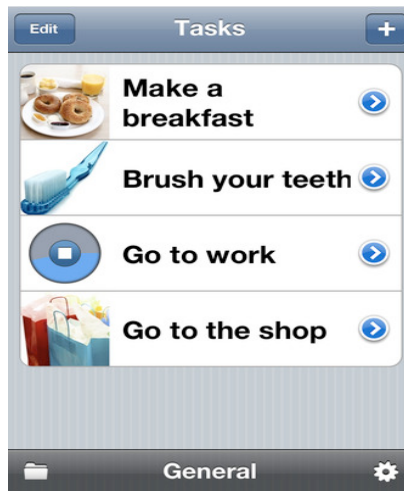 Edit Tasks +
Make a
breakfast
Brush your teeth
Go to work
Go to the shop
General